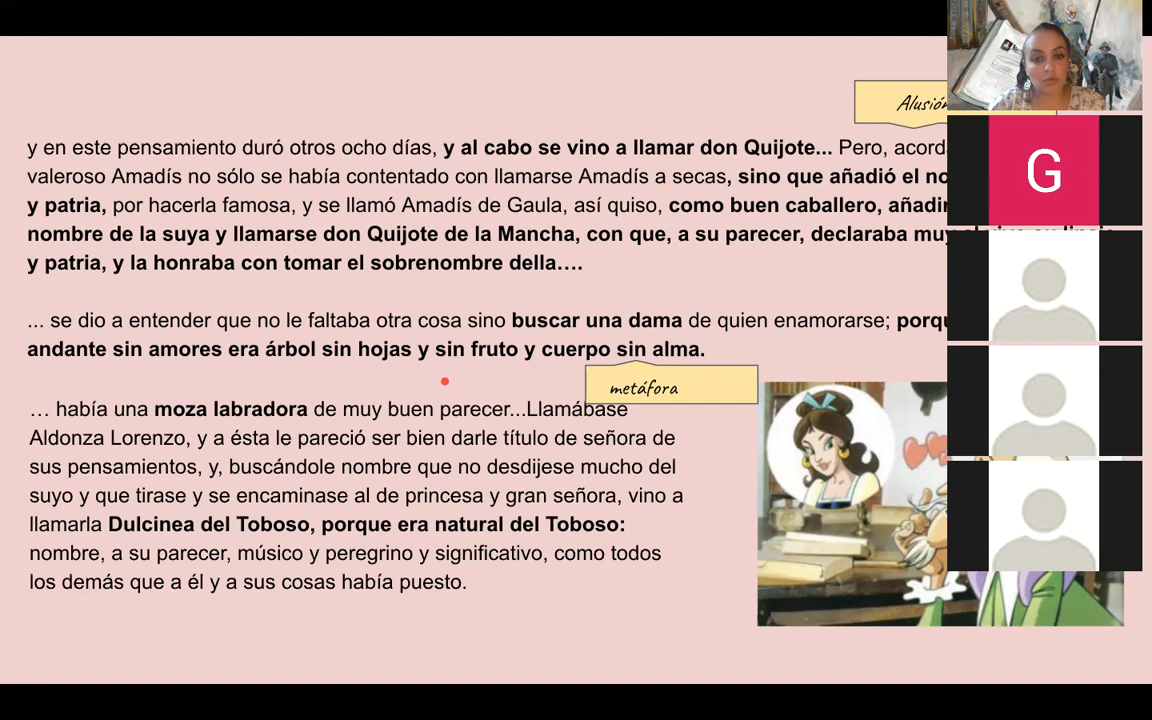 Alusión
y en este pensamiento duró otros ocho días, y al cabo se vino a llamar don Quijote... Pero,
valeroso Amadís no sólo se había contentado con llamarse Amadís a secas, sino que añadió el
y patria, por hacerla famosa, y se llamó Amadís de Gaula, así quiso, como buen caballero,
nombre de la suya y llamarse don Quijote de la Mancha, con que, a su parecer, declaraba muy
y patria, y la honraba con tomar el sobrenombre della….
... se dio a entender que no le faltaba otra cosa sino buscar una dama de quien enamorarse;
andante sin amores era árbol sin hojas y sin fruto y cuerpo sin alma.
metáfora
… había una moza labradora de muy buen parecer...Llamábase
Aldonza Lorenzo, y a ésta le pareció ser bien darle título de señora de
sus pensamientos, y, buscándole nombre que no desdijese mucho del
suyo y que tirase y se encaminase al de princesa y gran señora, vino a
llamarla Dulcinea del Toboso, porque era natural del Toboso:
nombre, a su parecer, músico y peregrino y significativo, como todos
los demás que a él y a sus cosas había puesto.
G